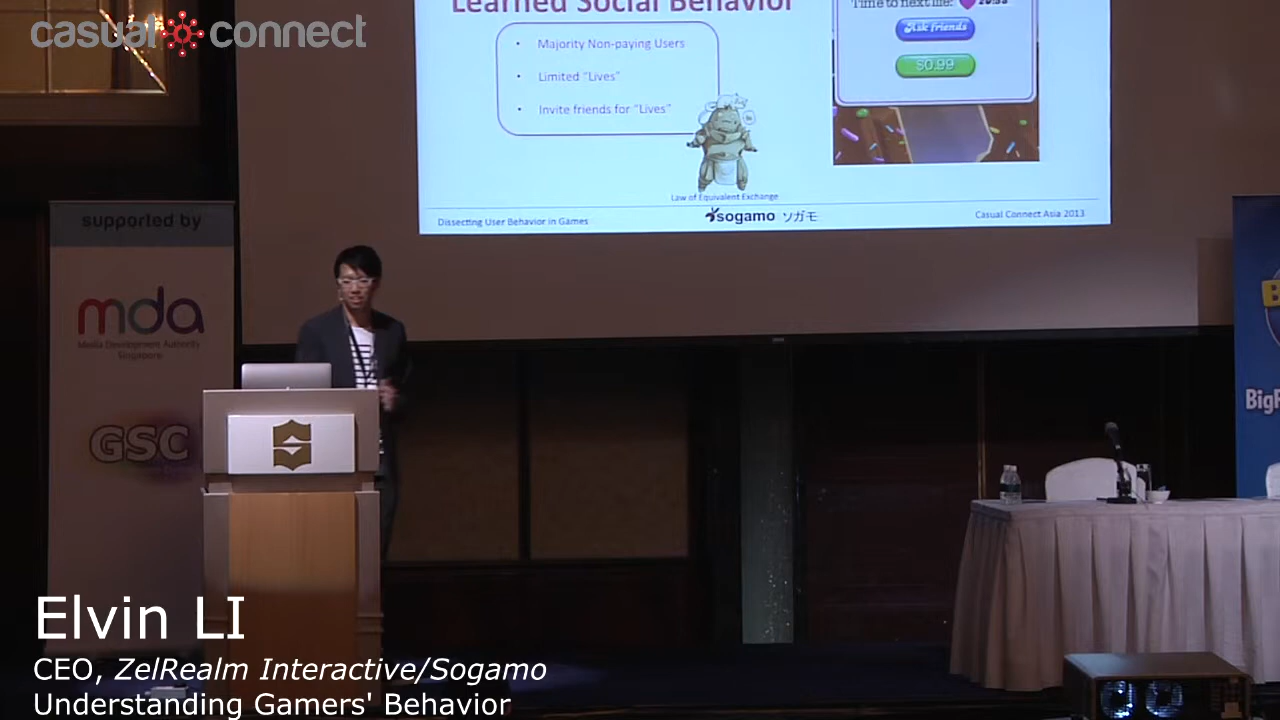 casual connect
Learned Social Behavior
• Majority Non-paying Users
• Limited “Lives”
• Invite friends for “Lives”
Law of Equivalent Exchange
Dissecting User Behavior in Games
sogamo ソガモ
Casual Connect Asia 2013
Time to next life:
Ask friends
$0.99
supported by
mda
Media Development Authority
Singapore
GSC
Elvin LI
CEO, ZelRealm Interactive/Sogamo
Understanding Gamers' Behavior